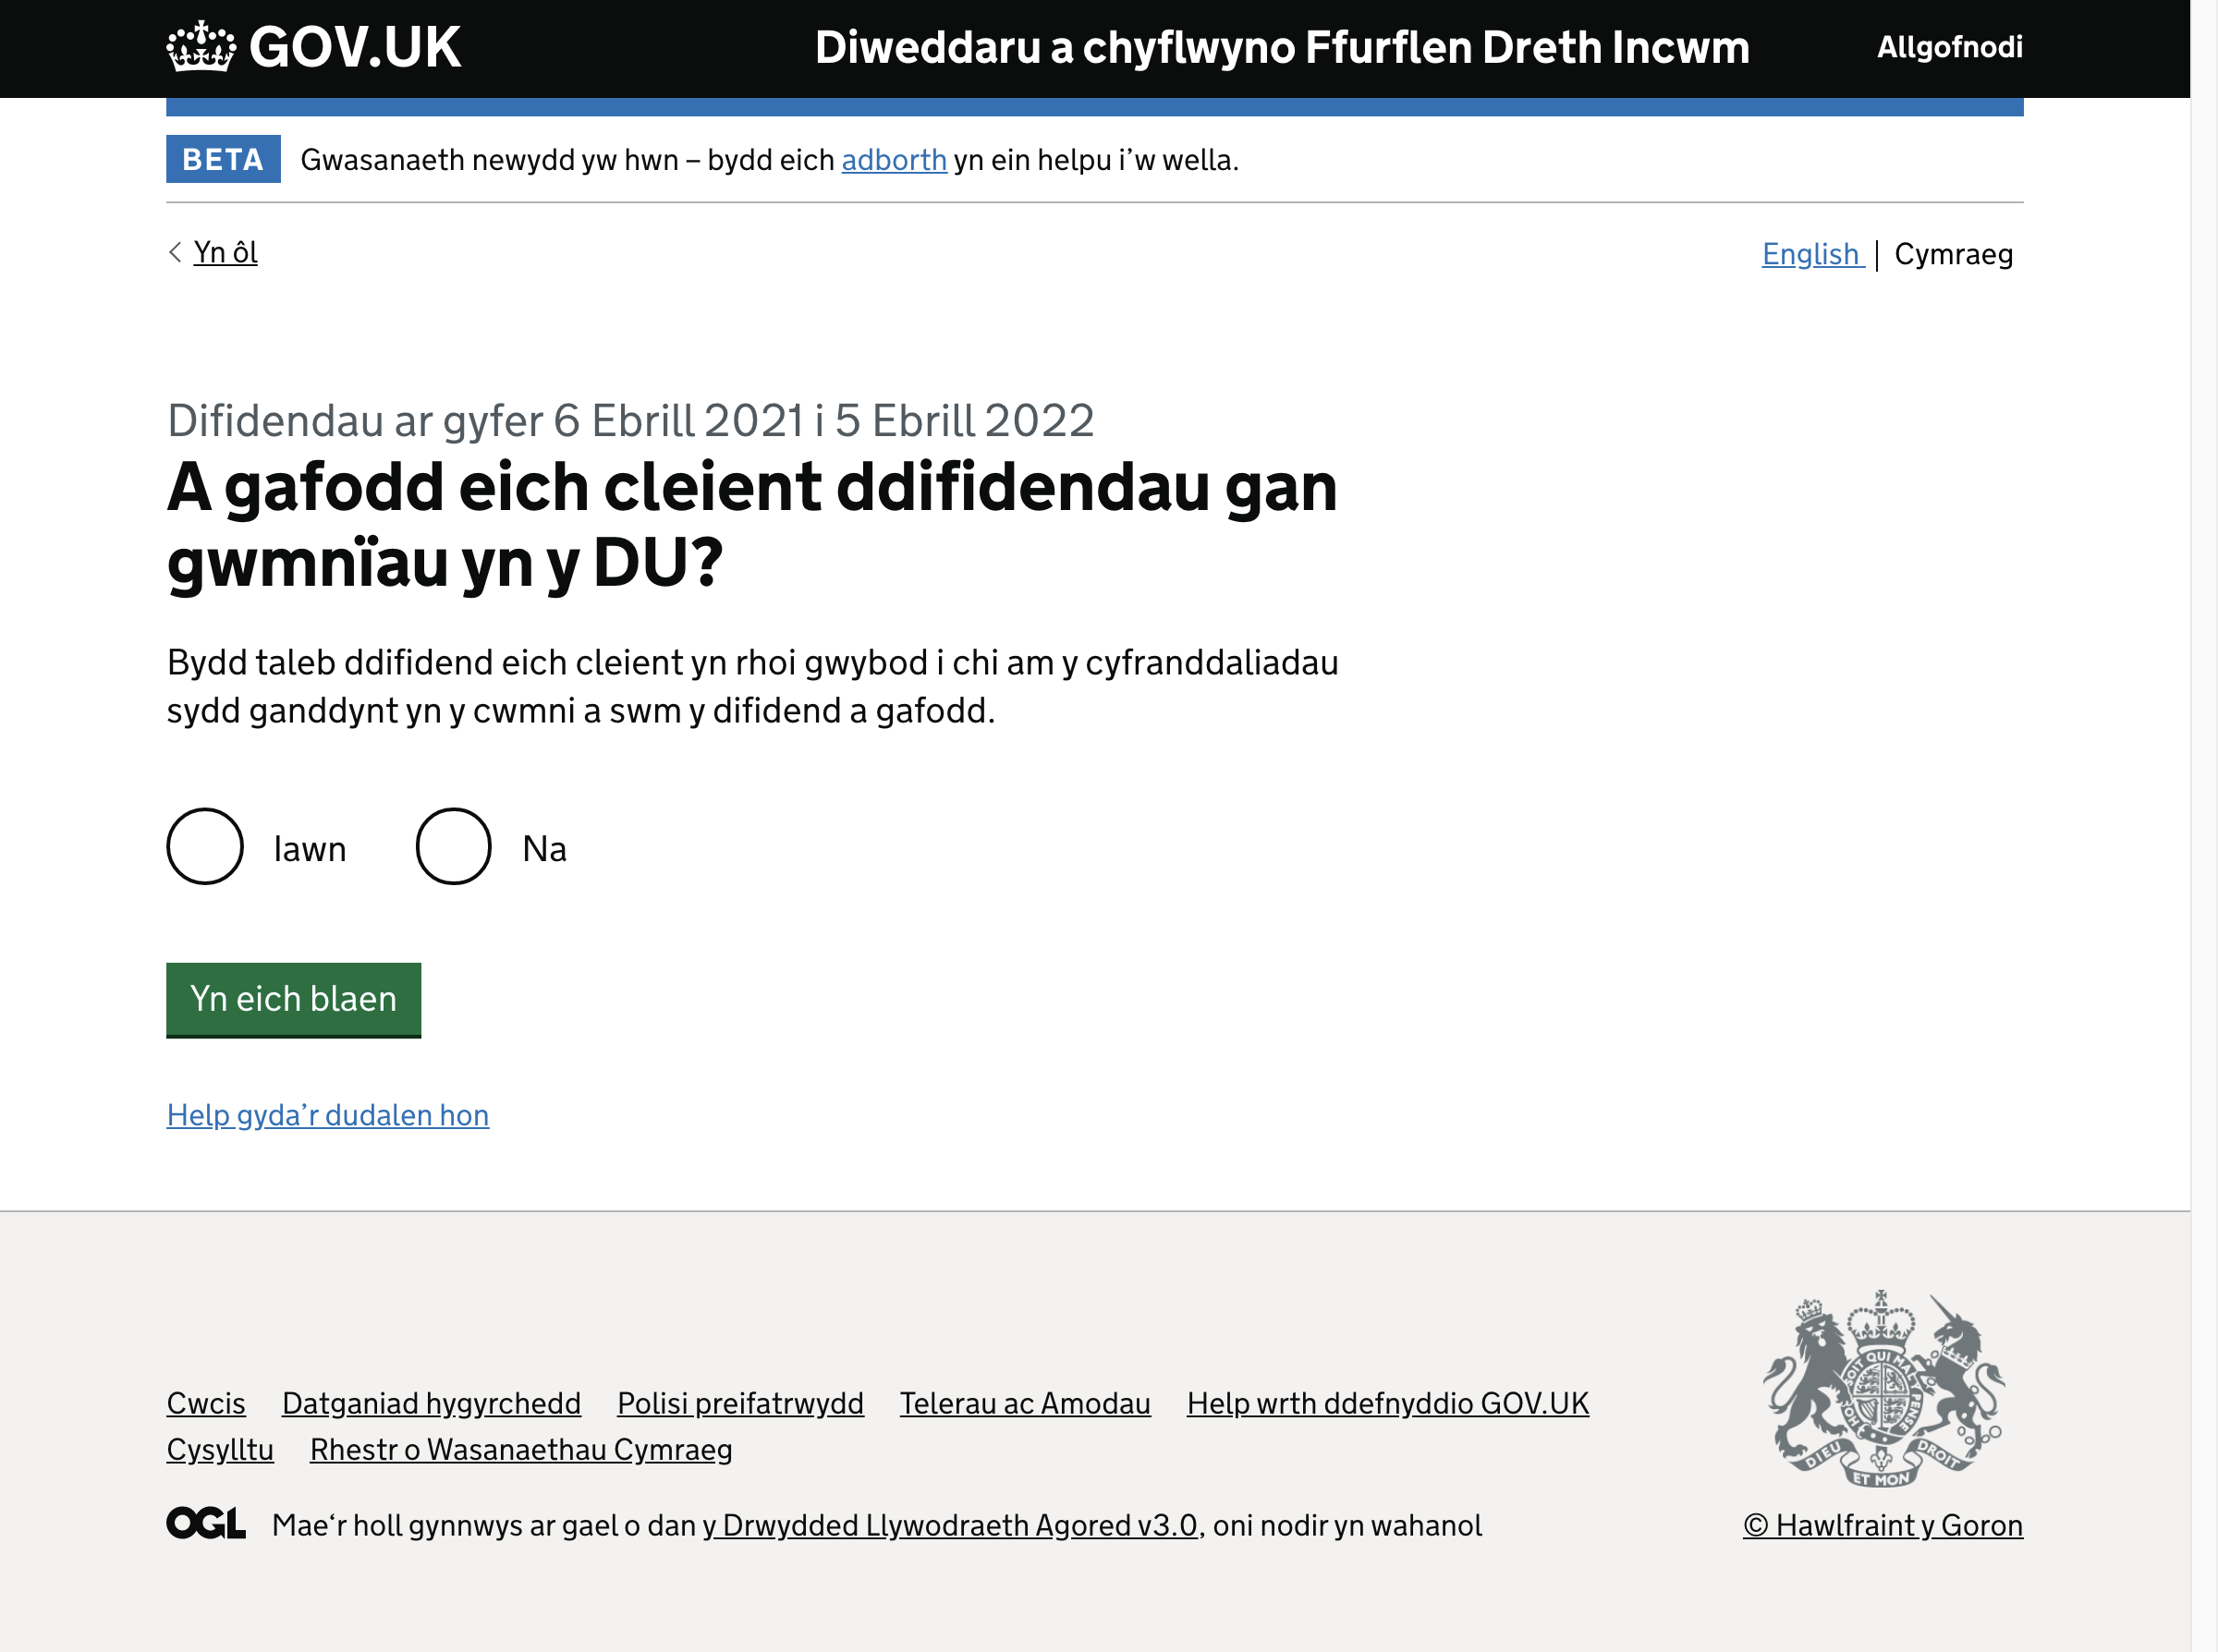 GOV.UK Diweddaru a chyflwyno Ffurflen Dreth Incwm Allgofnodi
BETA Gwasanaeth newydd yw hwn – bydd eich adborth yn ein helpu i’w wella.
Yn ôl English Cymraeg
Difidendau ar gyfer 6 Ebrill 2021 i 5 Ebrill 2022
A gafodd eich cleient ddifidendau gan
gwmnïau yn y DU?
Bydd taleb ddifidend eich cleient yn rhoi gwybod i chi am y cyfranddaliadau
sydd ganddynt yn y cwmni a swm y difidend a gafodd.
Iawn Na
Yn eich blaen
Help gyda’r dudalen hon
Cwcis Datganiad hygyrchedd Polisi preifatrwydd Telerau ac Amodau Help wrth ddefnyddio GOV.UK
Cysylltu Rhestr o Wasanaethau Cymraeg
DIEU ET MON DROIT
OGL Mae‘r holl gynnwys ar gael o dan y Drwydded Llywodraeth Agored v3.0, oni nodir yn wahanol © Hawlfraint y Goron